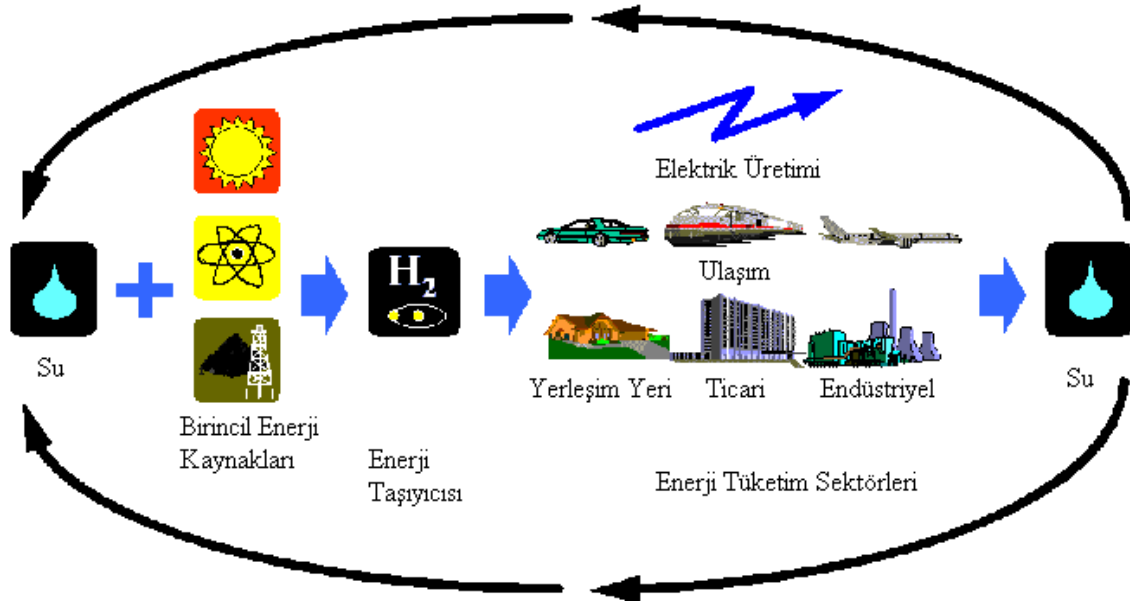 Elektrik Üretimi
H2
Ulaşım
Su
Yerleşim Yeri
Ticari
Endüstriyel
Su
Birincil Enerji
Kaynakları
Enerji
Taşıyıcısı
Enerji Tüketim Sektörleri